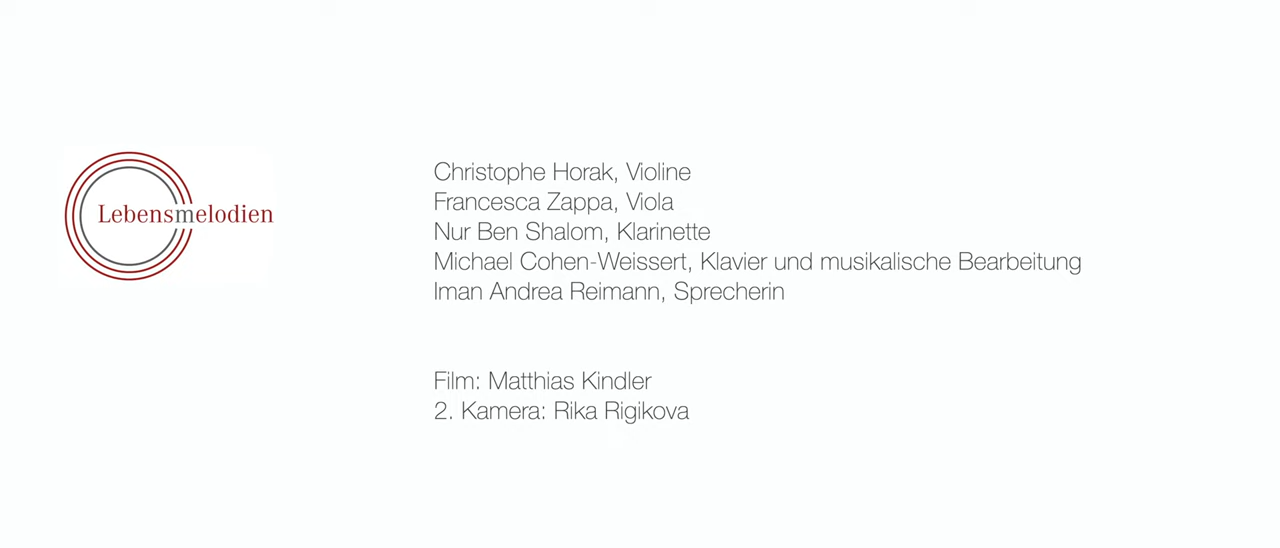 Lebensmelodien
Christophe Horak, Violine
Francesca Zappa, Viola
Nur Ben Shalom, Klarinette
Michael Cohen-Weissert, Klavier und musikalische Bearbeitung
Iman Andrea Reimann, Sprecherin
Film: Matthias Kindler
2. Kamera: Rika Rigikova